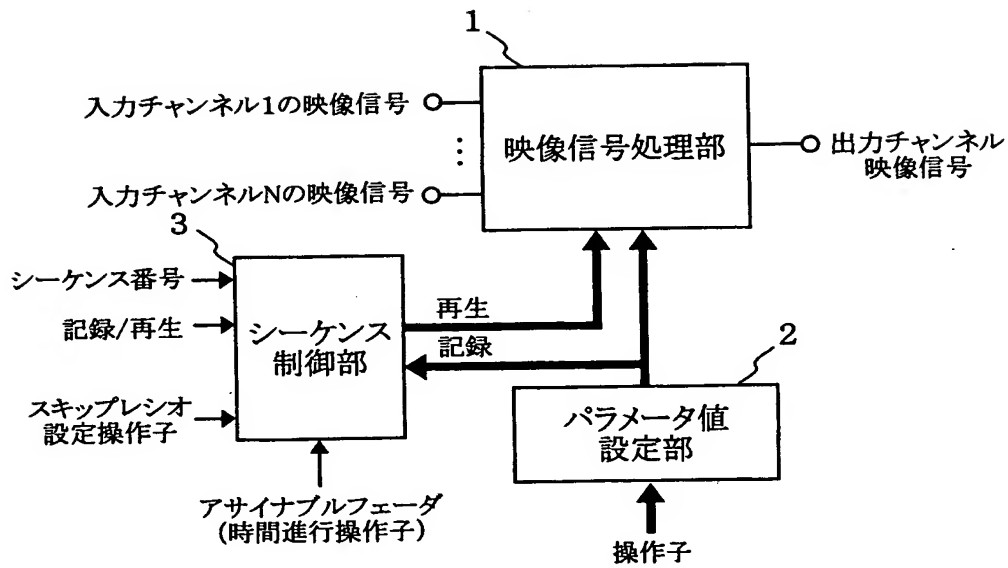 1
入力チャンネル1の映像信号
⋮
入力チャンネルNの映像信号
映像信号処理部
出力チャンネル
映像信号
3
シーケンス番号
記録/再生
スキップレシオ
設定操作子
シーケンス
制御部
再生
記録
2
パラメータ値
設定部
アサイナブルフェーダ
(時間進行操作子)
操作子